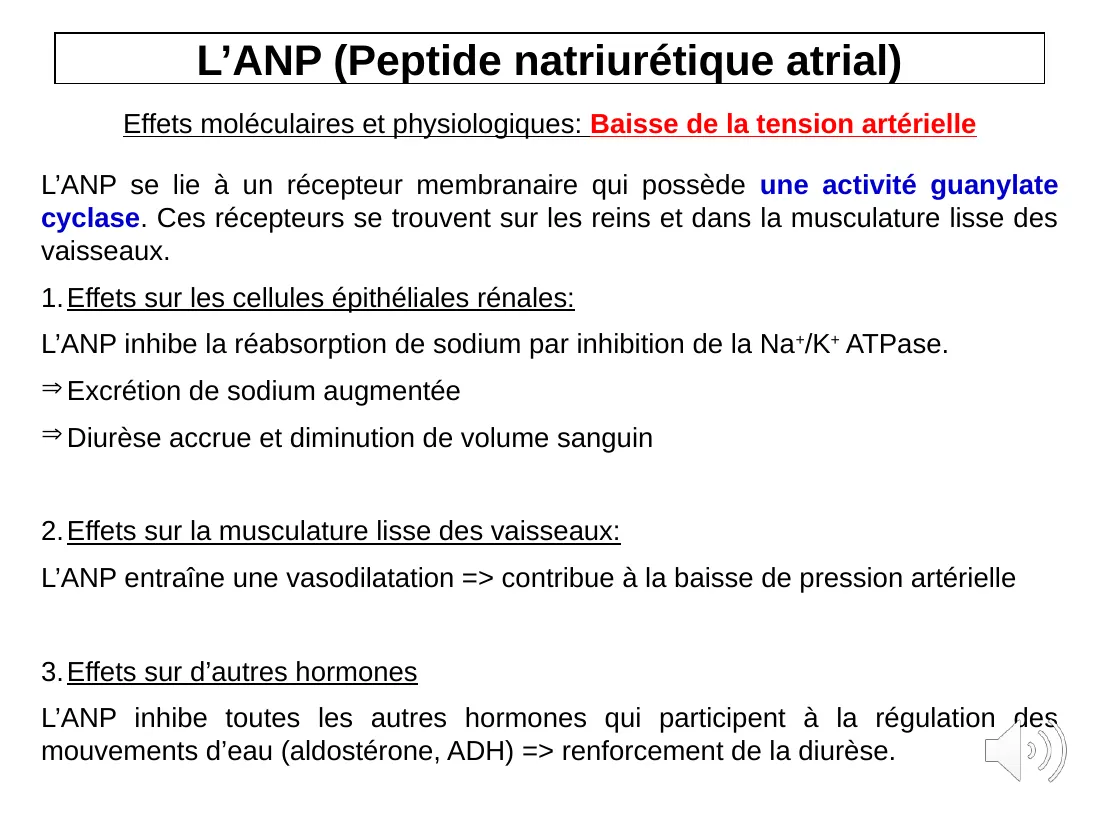 L’ANP (Peptide natriurétique atrial)
Effets moléculaires et physiologiques: Baisse de la tension artérielle
L’ANP se lie à un récepteur membranaire qui possède une activité guanylate
cyclase. Ces récepteurs se trouvent sur les reins et dans la musculature lisse des
vaisseaux.
1. Effets sur les cellules épithéliales rénales:
L’ANP inhibe la réabsorption de sodium par inhibition de la Na⁺/K⁺ ATPase.
⇒ Excrétion de sodium augmentée
⇒ Diurèse accrue et diminution de volume sanguin
2. Effets sur la musculature lisse des vaisseaux:
L’ANP entraîne une vasodilatation => contribue à la baisse de pression artérielle
3. Effets sur d’autres hormones
L’ANP inhibe toutes les autres hormones qui participent à la régulation des
mouvements d’eau (aldostérone, ADH) => renforcement de la diurèse.